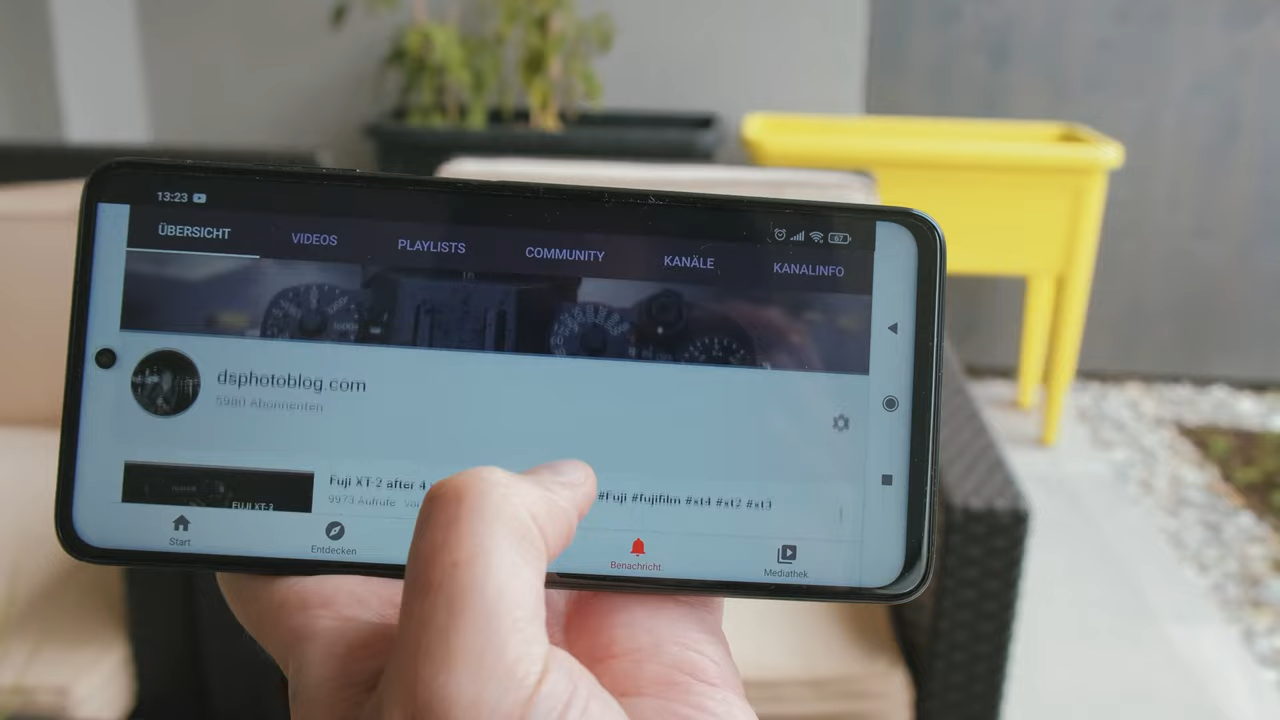 13:23
67
ÜBERSICHT VIDEOS PLAYLISTS COMMUNITY KANÄLE KANALINFO
dsphotoblog.com
5980 Abonnenten
Fuji XT-2 after 4 #Fuji #fujifilm #xt4 #xt2 #xt3
9973 Aufrufe
FUJI XT-2
Start Entdecken Benachricht. Mediathek